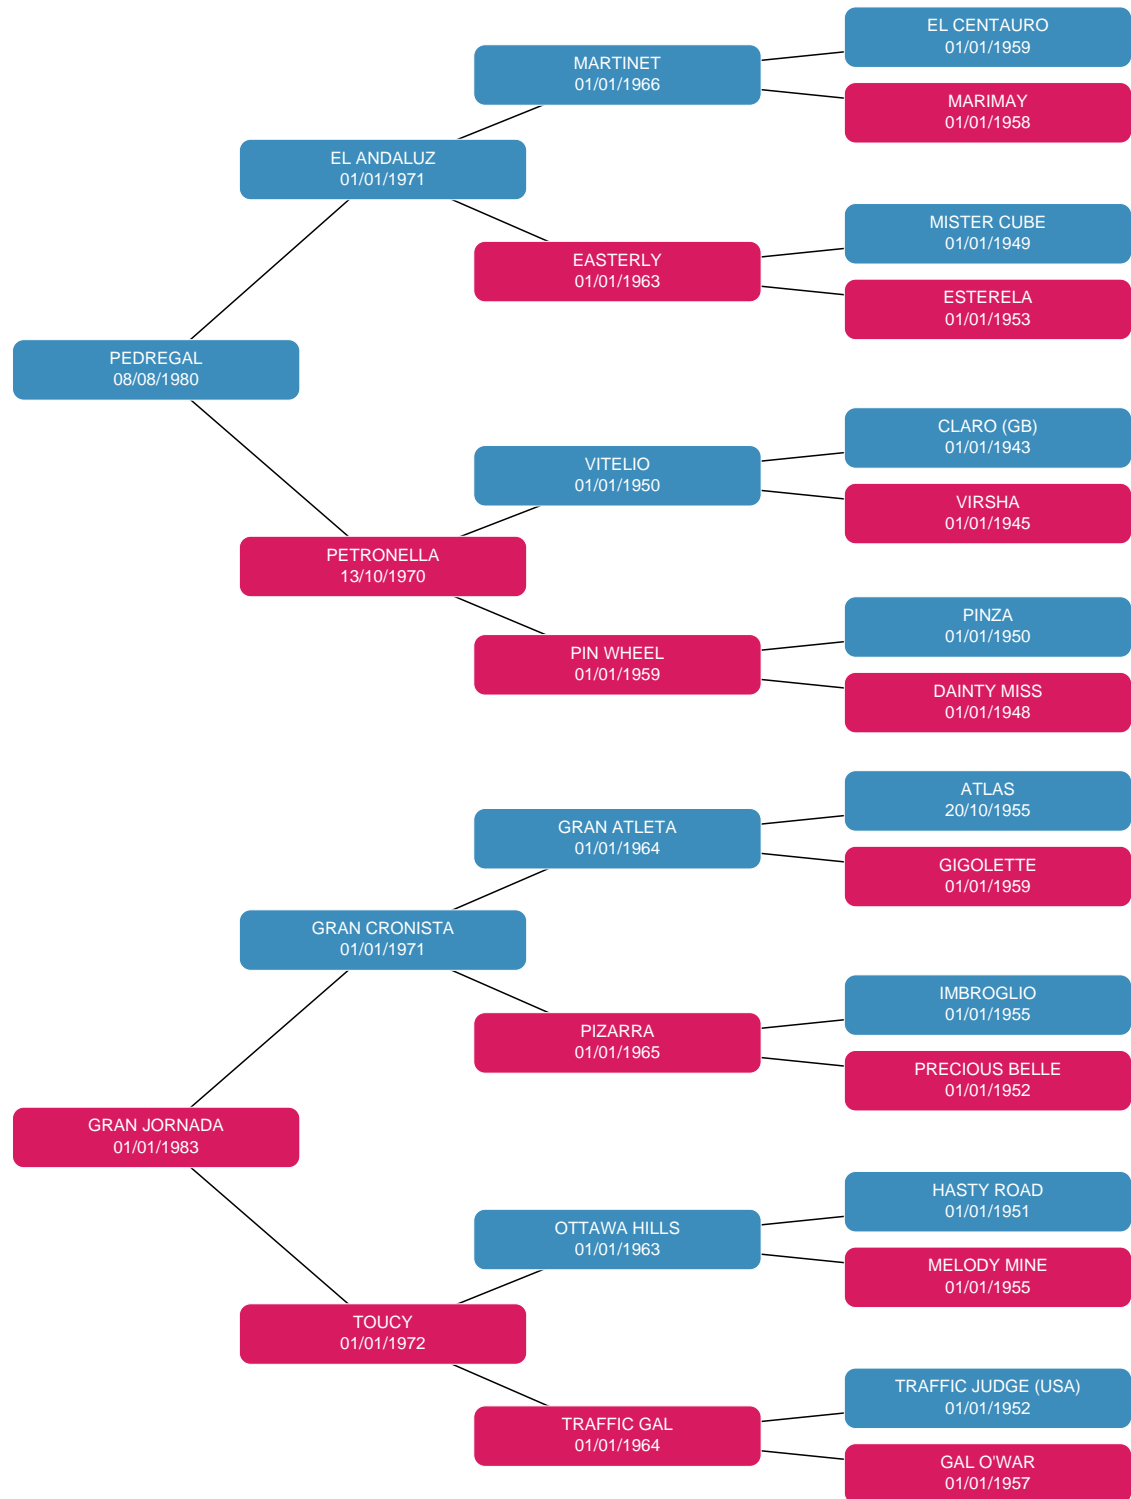 EL CENTAURO
01/01/1959
MARTINET
01/01/1966
MARIMAY
01/01/1958
EL ANDALUZ
01/01/1971
MISTER CUBE
01/01/1949
EASTERLY
01/01/1963
ESTERELA
01/01/1953
PEDREGAL
08/08/1980
CLARO (GB)
01/01/1943
VITELIO
01/01/1950
VIRSHA
01/01/1945
PETRONELLA
13/10/1970
PINZA
01/01/1950
PIN WHEEL
01/01/1959
DAINTY MISS
01/01/1948
ATLAS
20/10/1955
GRAN ATLETA
01/01/1964
GIGOLETTE
01/01/1959
GRAN CRONISTA
01/01/1971
IMBROGLIO
01/01/1955
PIZARRA
01/01/1965
PRECIOUS BELLE
01/01/1952
GRAN JORNADA
01/01/1983
HASTY ROAD
01/01/1951
OTTAWA HILLS
01/01/1963
MELODY MINE
01/01/1955
TOUCY
01/01/1972
TRAFFIC JUDGE (USA)
01/01/1952
TRAFFIC GAL
01/01/1964
GAL O'WAR
01/01/1957